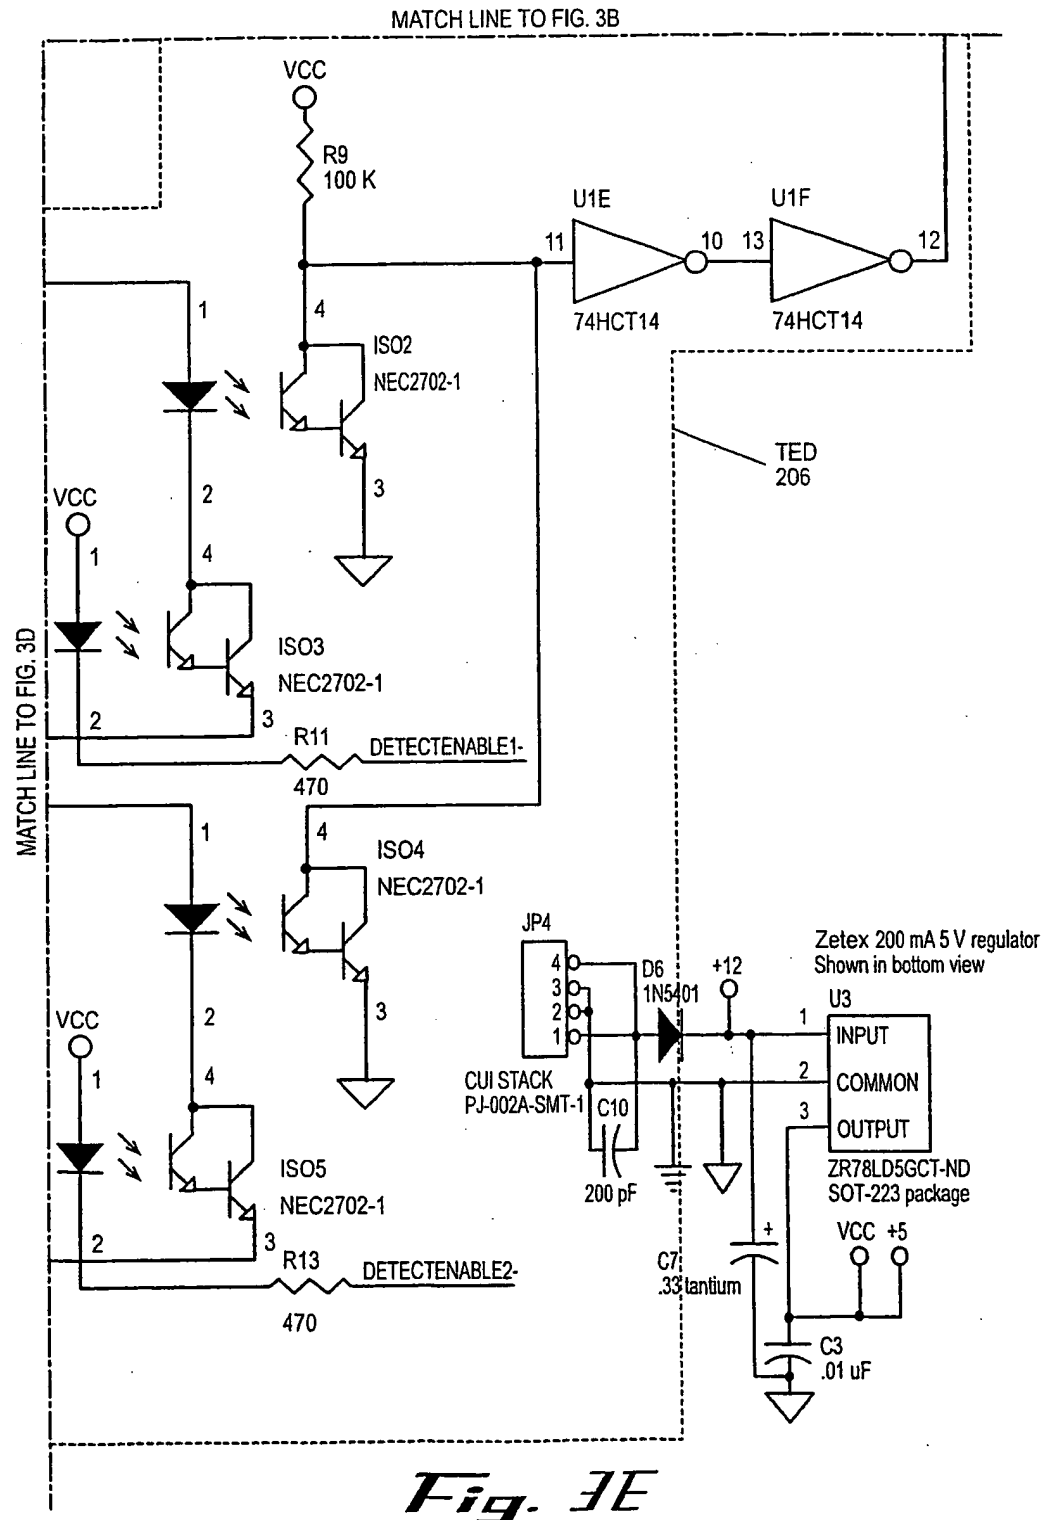 MATCH LINE TO FIG. 3B
VCC
R9
100 K
U1E
U1F
11
10
13
12
74HCT14
74HCT14
1
4
ISO2
NEC2702-1
TED
206
2
3
VCC
1
4
ISO3
NEC2702-1
MATCH LINE TO FIG. 3D
2
3
R11
DETECTENABLE1-
470
1
4
ISO4
NEC2702-1
2
3
VCC
1
4
ISO5
NEC2702-1
2
3
R13
DETECTENABLE2-
470
JP4
4
3
2
1
CUI STACK
PJ-002A-SMT-1
D6
1N5401
+12
Zetex 200 mA 5 V regulator
Shown in bottom view
U3
1
INPUT
2
COMMON
3
OUTPUT
ZR78LD5GCT-ND
SOT-223 package
C10
200 pF
VCC
+5
+
C7
.33 tantium
C3
.01 uF
Fig. 3E